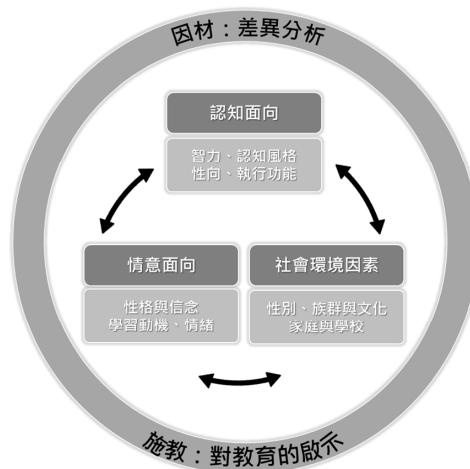 因材：差異分析
認知面向
智力、認知風格
性向、執行功能
情意面向
性格與信念
學習動機、情緒
社會環境因素
性別、族群與文化
家庭與學校
施教：對教育的啟示